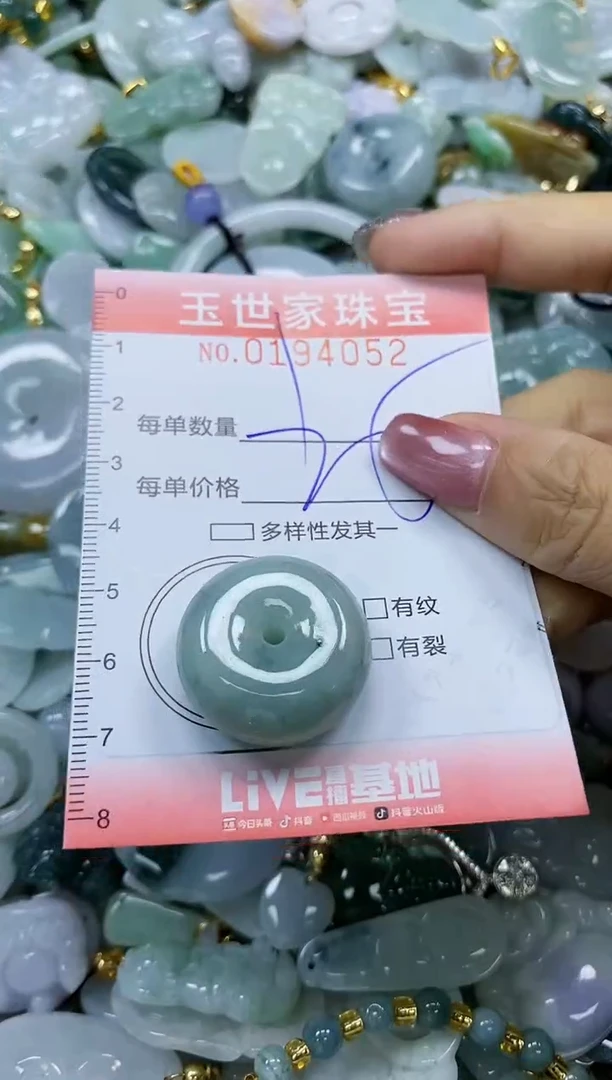 玉世家珠宝
NO.0194052
每单数量
每单价格
多样性发其一
有纹
有裂
LiVE直播基地
今日头条 抖音 西瓜视频 抖音火山版
0
1
2
3
4
5
6
7
8